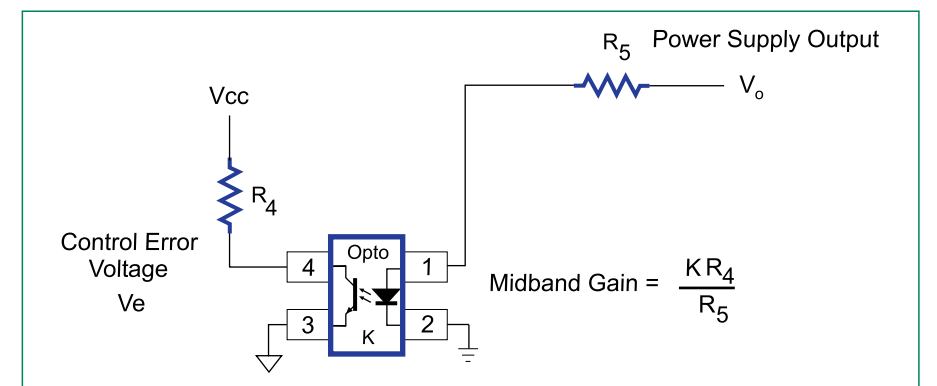 R5 Power Supply Output
Vo
Vcc
R4
Control Error
Voltage
Ve
Opto
4
1
3
2
K
Midband Gain = K R4
R5